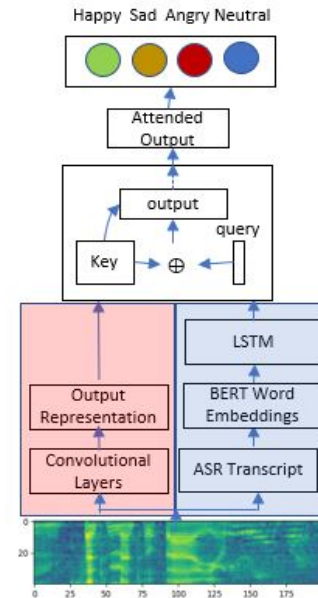 Happy Sad Angry Neutral
Attended
Output
output
Key
⊕
query
Output
Representation
Convolutional
Layers
LSTM
BERT Word
Embeddings
ASR Transcript
0
20
0 25 50 75 100 125 150 175